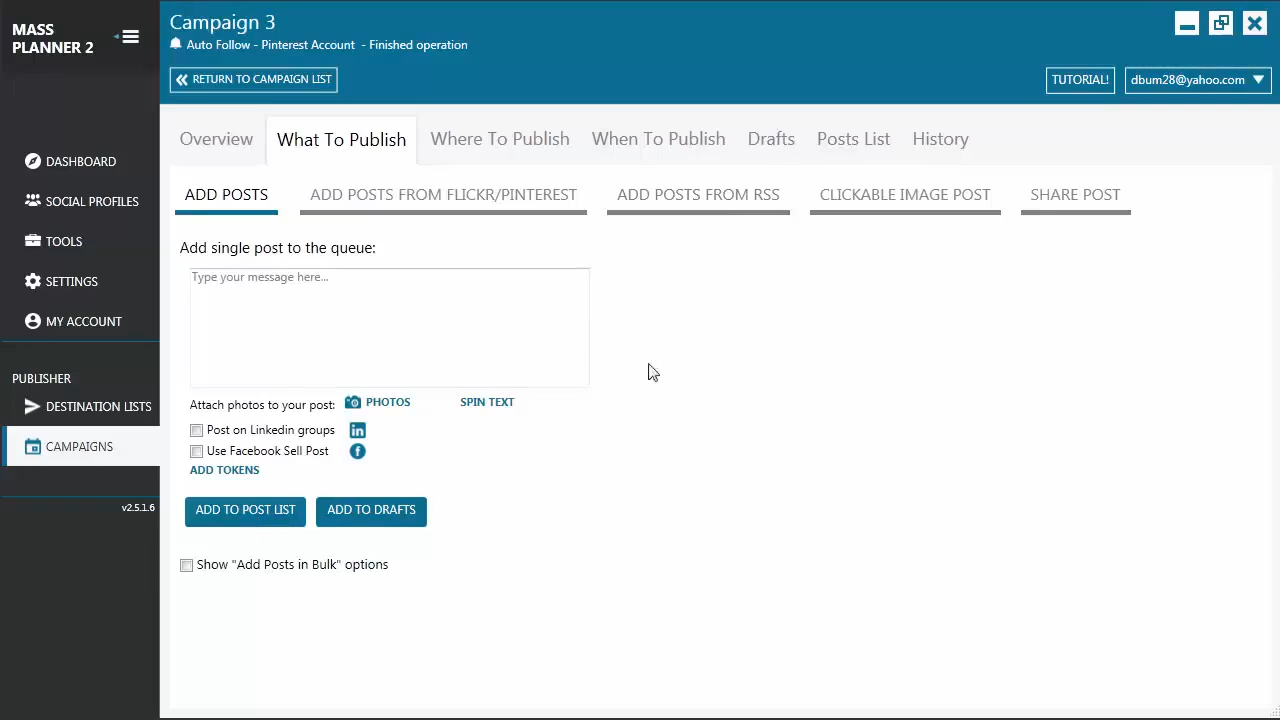 MASS
PLANNER 2
Campaign 3
Auto Follow - Pinterest Account - Finished operation
RETURN TO CAMPAIGN LIST
TUTORIAL!
dbum28@yahoo.com
DASHBOARD
SOCIAL PROFILES
TOOLS
SETTINGS
MY ACCOUNT
PUBLISHER
DESTINATION LISTS
CAMPAIGNS
v2.5.1.6
Overview What To Publish Where To Publish When To Publish Drafts Posts List History
ADD POSTS ADD POSTS FROM FLICKR/PINTEREST ADD POSTS FROM RSS CLICKABLE IMAGE POST SHARE POST
Add single post to the queue:
Type your message here...
Attach photos to your post: PHOTOS SPIN TEXT
Post on Linkedin groups in
Use Facebook Sell Post f
ADD TOKENS
ADD TO POST LIST ADD TO DRAFTS
Show "Add Posts in Bulk" options